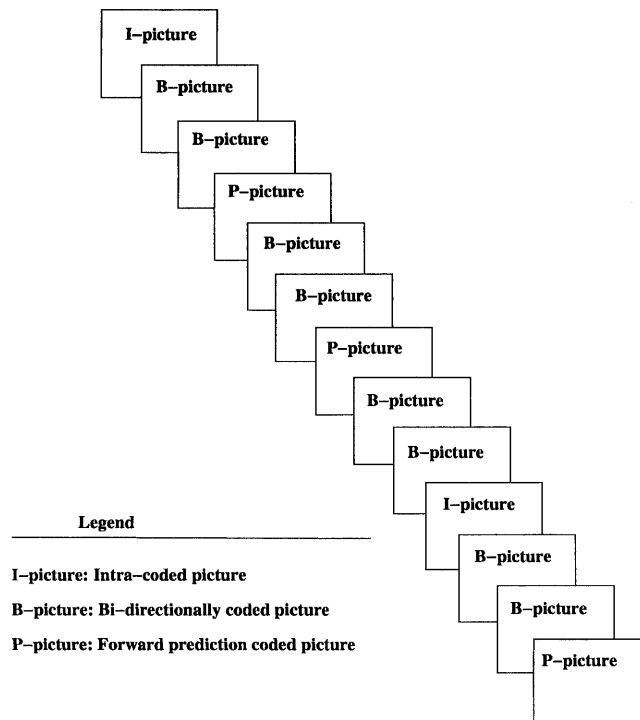 I–picture
B–picture
B–picture
P–picture
B–picture
B–picture
P–picture
B–picture
B–picture
I–picture
B–picture
B–picture
P–picture
Legend
I–picture: Intra–coded picture
B–picture: Bi–directionally coded picture
P–picture: Forward prediction coded picture